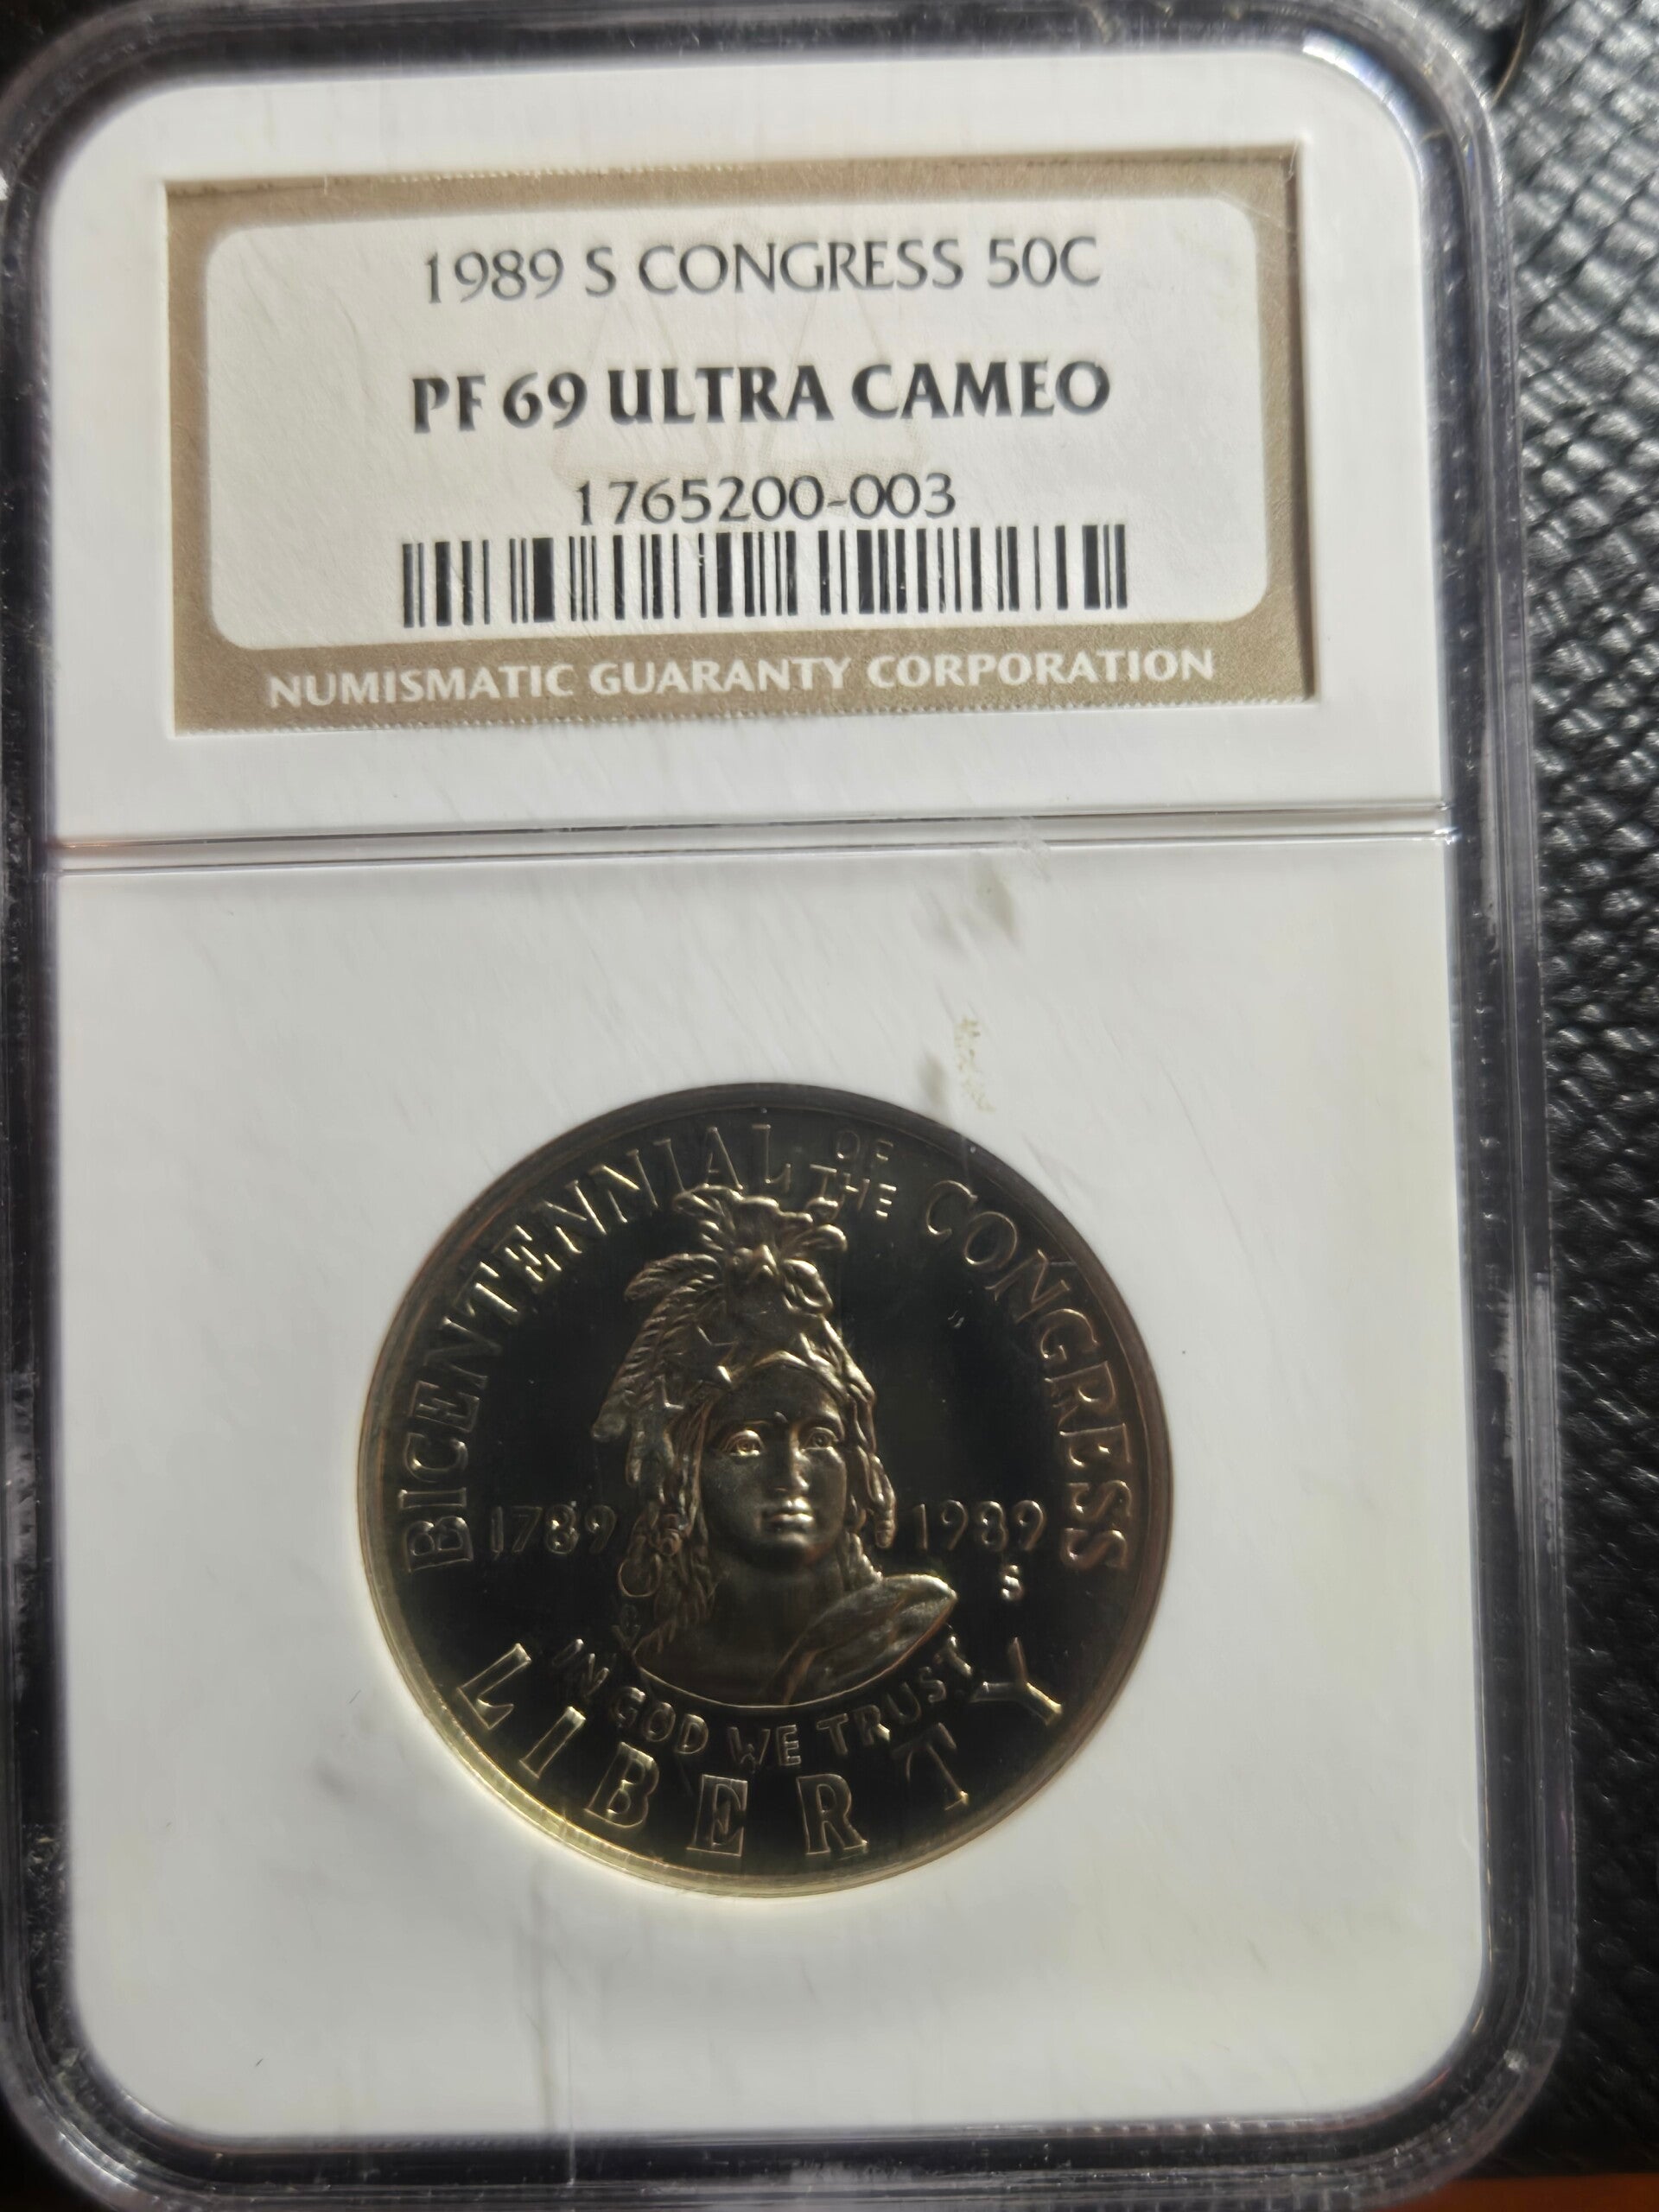 1989 S CONGRESS 50C
PF 69 ULTRA CAMEO
1765200-003
NUMISMATIC GUARANTY CORPORATION
BICENTENNIAL OF THE CONGRESS
1789 1989
S
IN GOD WE TRUST
LIBERTY